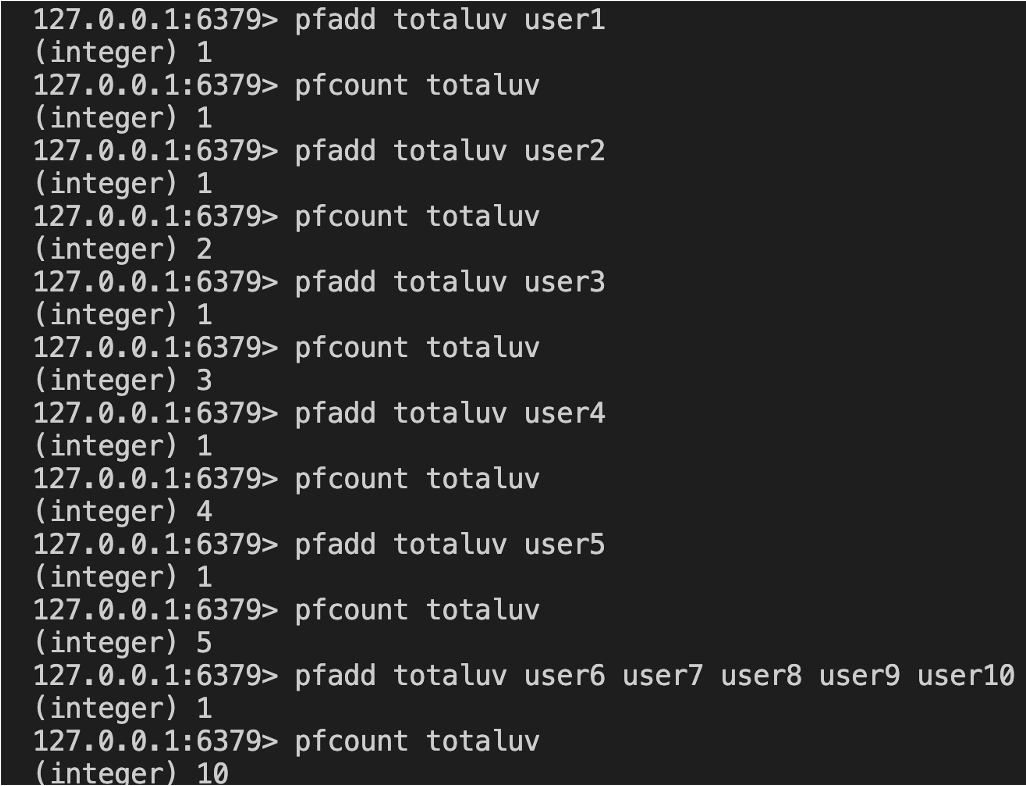 127.0.0.1:6379> pfadd totaluv user1
(integer) 1
127.0.0.1:6379> pfcount totaluv
(integer) 1
127.0.0.1:6379> pfadd totaluv user2
(integer) 1
127.0.0.1:6379> pfcount totaluv
(integer) 2
127.0.0.1:6379> pfadd totaluv user3
(integer) 1
127.0.0.1:6379> pfcount totaluv
(integer) 3
127.0.0.1:6379> pfadd totaluv user4
(integer) 1
127.0.0.1:6379> pfcount totaluv
(integer) 4
127.0.0.1:6379> pfadd totaluv user5
(integer) 1
127.0.0.1:6379> pfcount totaluv
(integer) 5
127.0.0.1:6379> pfadd totaluv user6 user7 user8 user9 user10
(integer) 1
127.0.0.1:6379> pfcount totaluv
(integer) 10